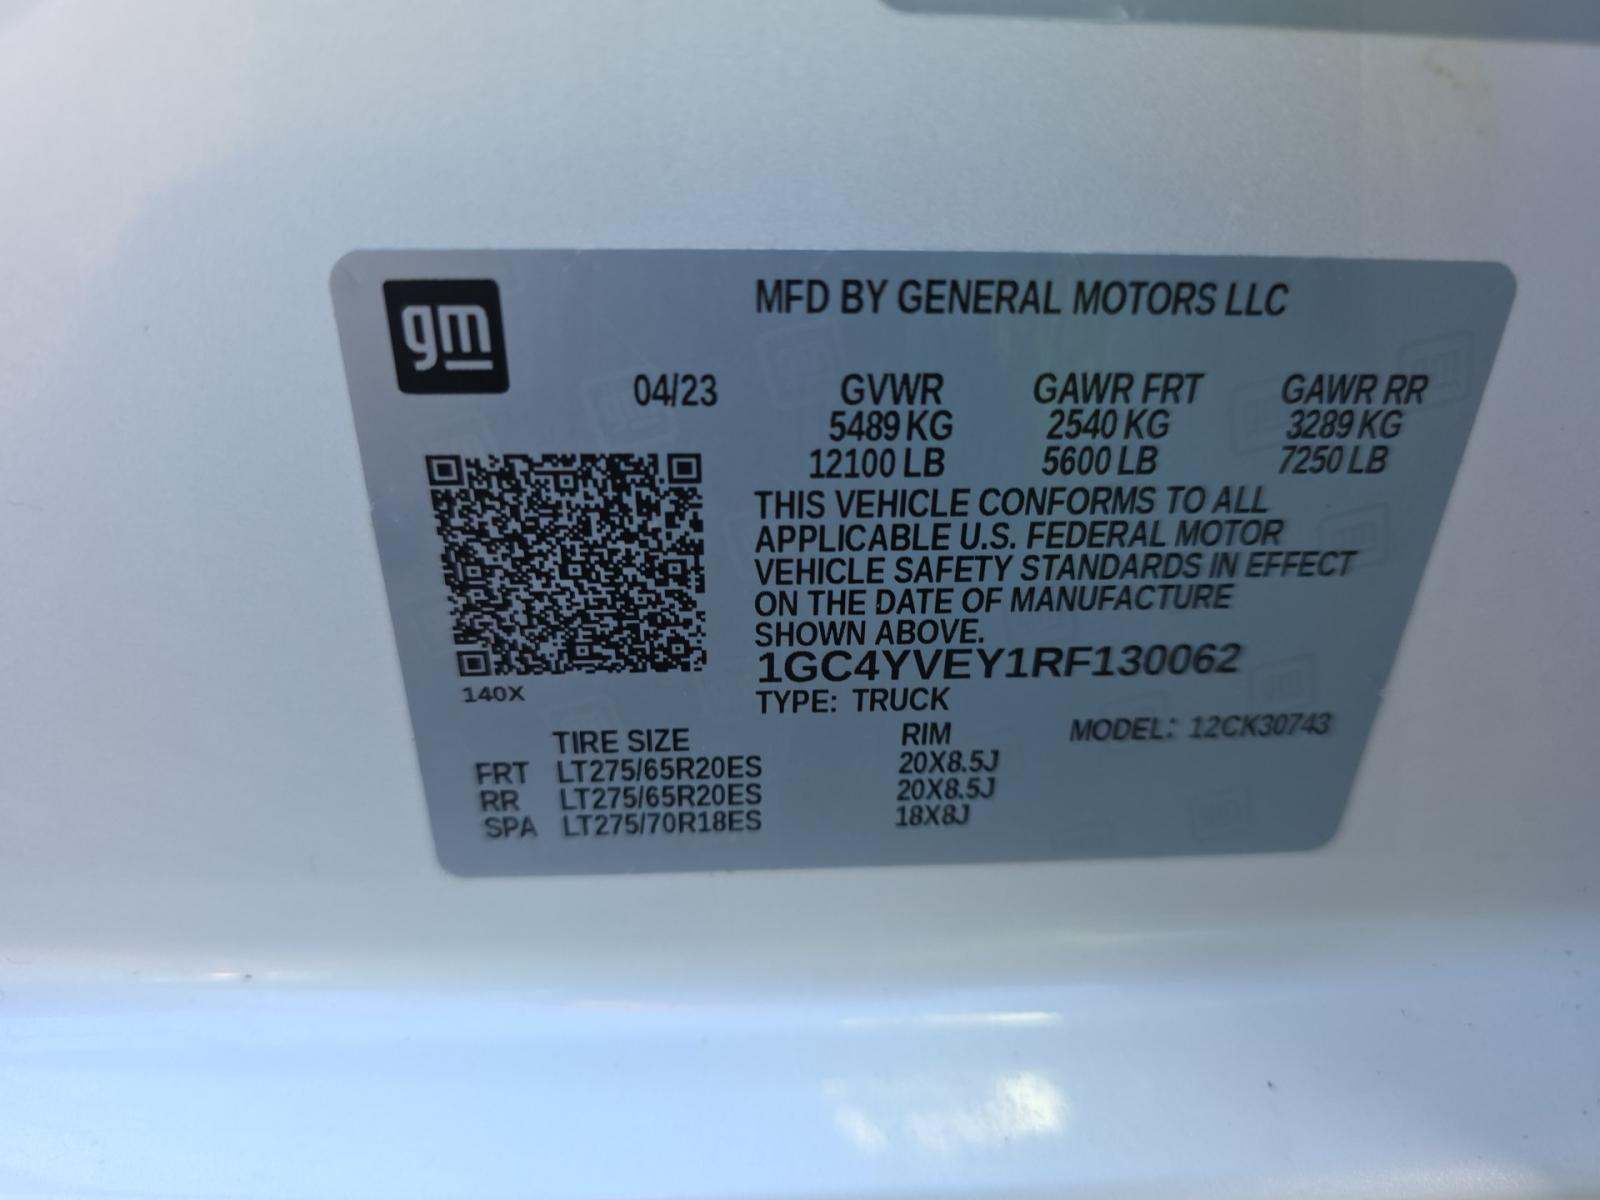 gm
MFD BY GENERAL MOTORS LLC
04/23 GVWR GAWR FRT GAWR RR
5489 KG 2540 KG 3289 KG
12100 LB 5600 LB 7250 LB
THIS VEHICLE CONFORMS TO ALL
APPLICABLE U.S. FEDERAL MOTOR
VEHICLE SAFETY STANDARDS IN EFFECT
ON THE DATE OF MANUFACTURE
SHOWN ABOVE.
1GC4YVEY1RF130062
140X
TYPE: TRUCK
MODEL: 12CK30743
TIRE SIZE RIM
FRT LT275/65R20ES 20X8.5J
RR LT275/65R20ES 20X8.5J
SPA LT275/70R18ES 18X8J